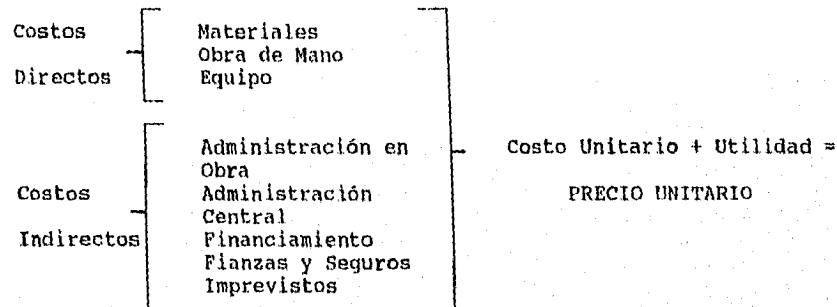 Costos
Directos
Materiales
Obra de Mano
Equipo
Costos
Indirectos
Administración en
Obra
Administración
Central
Financiamiento
Fianzas y Seguros
Imprevistos
Costo Unitario + Utilidad =
PRECIO UNITARIO